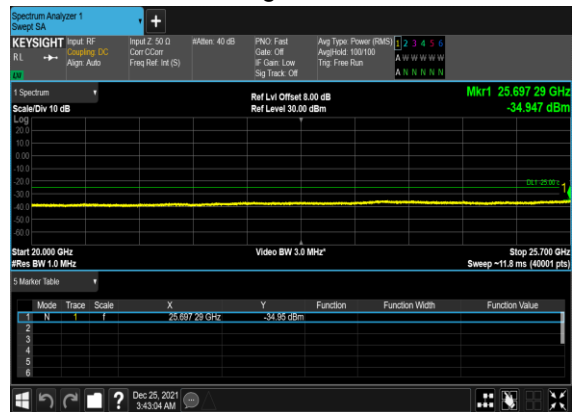 Spectrum Analyzer 1
Swept SA
+
KEYSIGHT Input: RF Input Z: 50 Ω #Atten: 40 dB PNO: Fast Avg Type: Power (RMS) 1 2 3 4 5 6
RL Coupling: DC Corr CCorr Gate: Off Avg|Hold: 100/100 A W W W W W
Align: Auto Freq Ref: Int (S) IF Gain: Low Trig: Free Run
Sig Track: Off A N N N N N
1 Spectrum Ref Lvl Offset 8.00 dB Mkr1 25.697 29 GHz
Scale/Div 10 dB Ref Level 30.00 dBm -34.947 dBm
Log
20.0
10.0
0.00
-10.0
-20.0
DL1 -25.00
1
-30.0
-40.0
-50.0
-60.0
Start 20.000 GHz Video BW 3.0 MHz* Stop 25.700 GHz
#Res BW 1.0 MHz Sweep ~11.8 ms (40001 pts)
5 Marker Table
Mode Trace Scale X Y Function Function Width Function Value
1 N 1 f 25.697 29 GHz -34.95 dBm
2
3
4
5
6
? Dec 25, 2021
3:43:04 AM